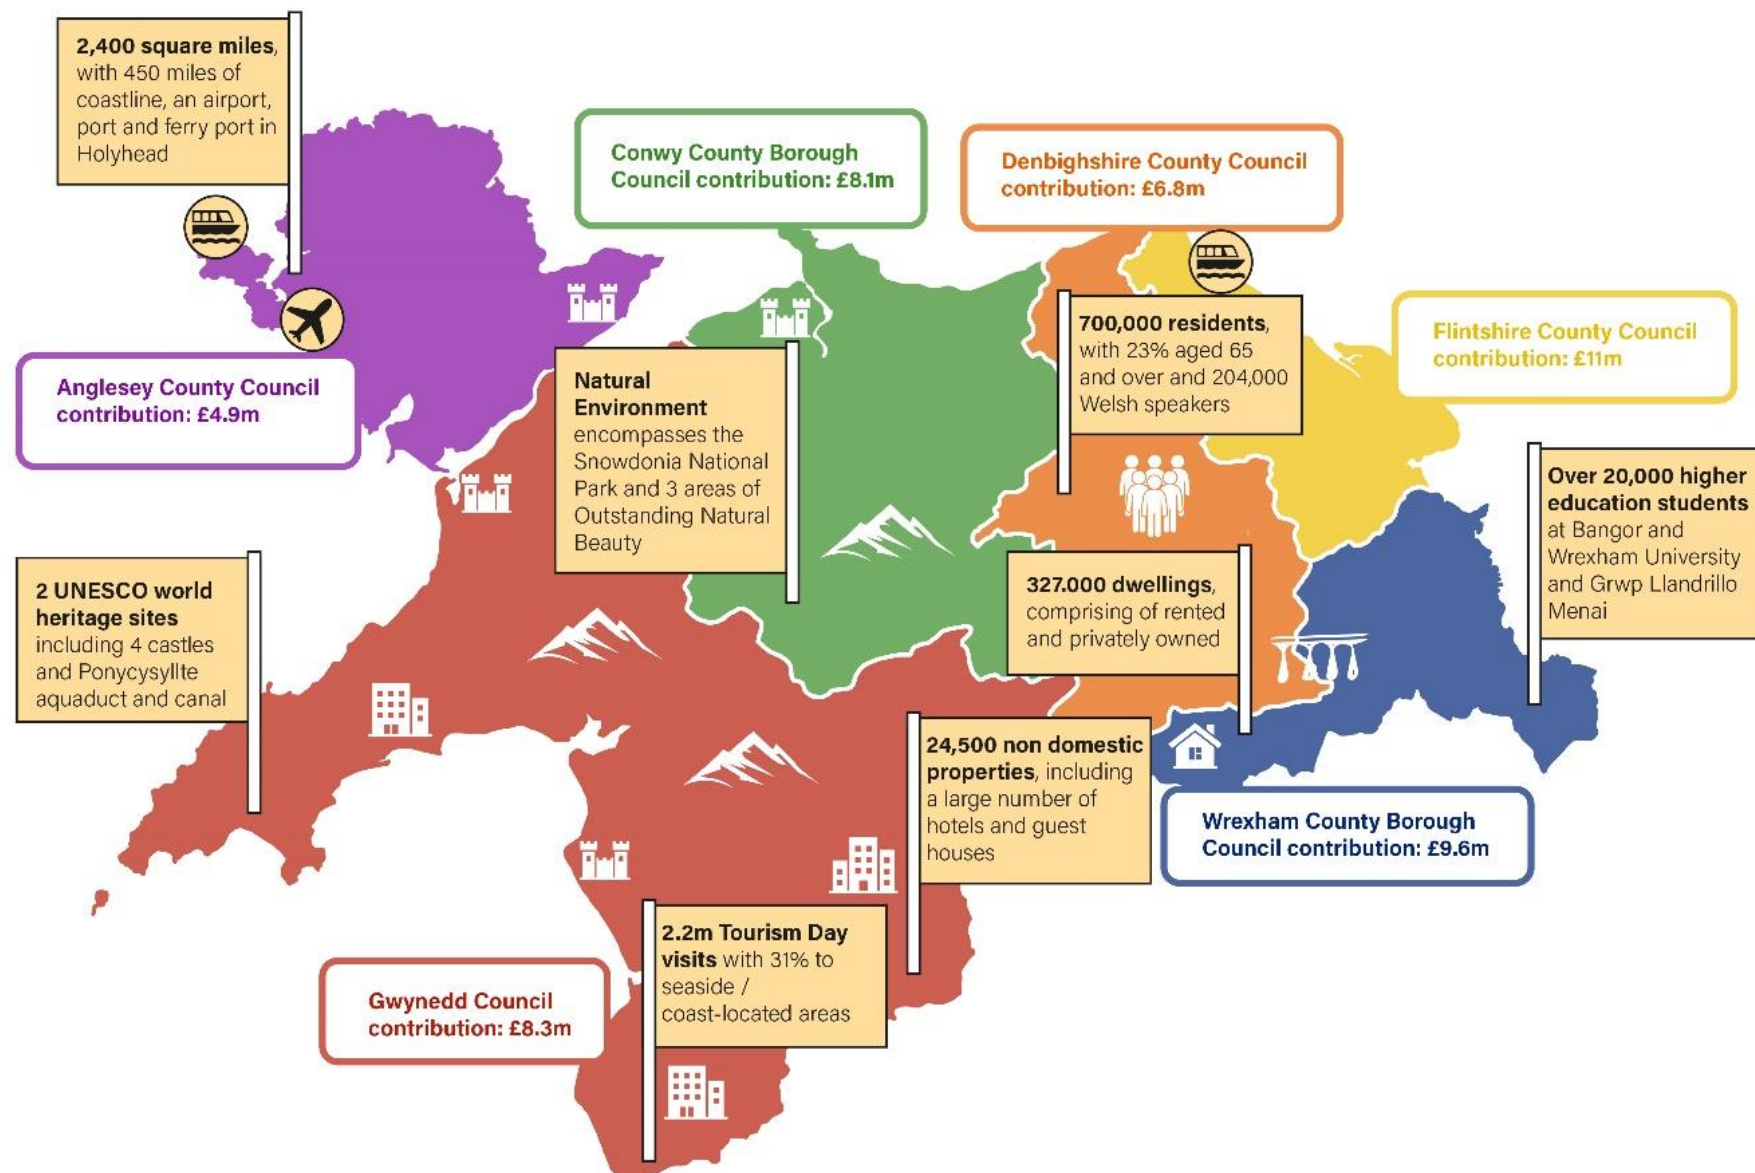 2,400 square miles,
with 450 miles of
coastline, an airport,
port and ferry port in
Holyhead
Conwy County Borough
Council contribution: £8.1m
Denbighshire County Council
contribution: £6.8m
Anglesey County Council
contribution: £4.9m
Natural
Environment
encompasses the
Snowdonia National
Park and 3 areas of
Outstanding Natural
Beauty
700,000 residents,
with 23% aged 65
and over and 204,000
Welsh speakers
Flintshire County Council
contribution: £11m
Over 20,000 higher
education students
at Bangor and
Wrexham University
and Grwp Llandrillo
Menai
2 UNESCO world
heritage sites
including 4 castles
and Ponycysyllte
aquaduct and canal
327.000 dwellings,
comprising of rented
and privately owned
24,500 non domestic
properties, including
a large number of
hotels and guest
houses
Wrexham County Borough
Council contribution: £9.6m
2.2m Tourism Day
visits with 31% to
seaside /
coast-located areas
Gwynedd Council
contribution: £8.3m